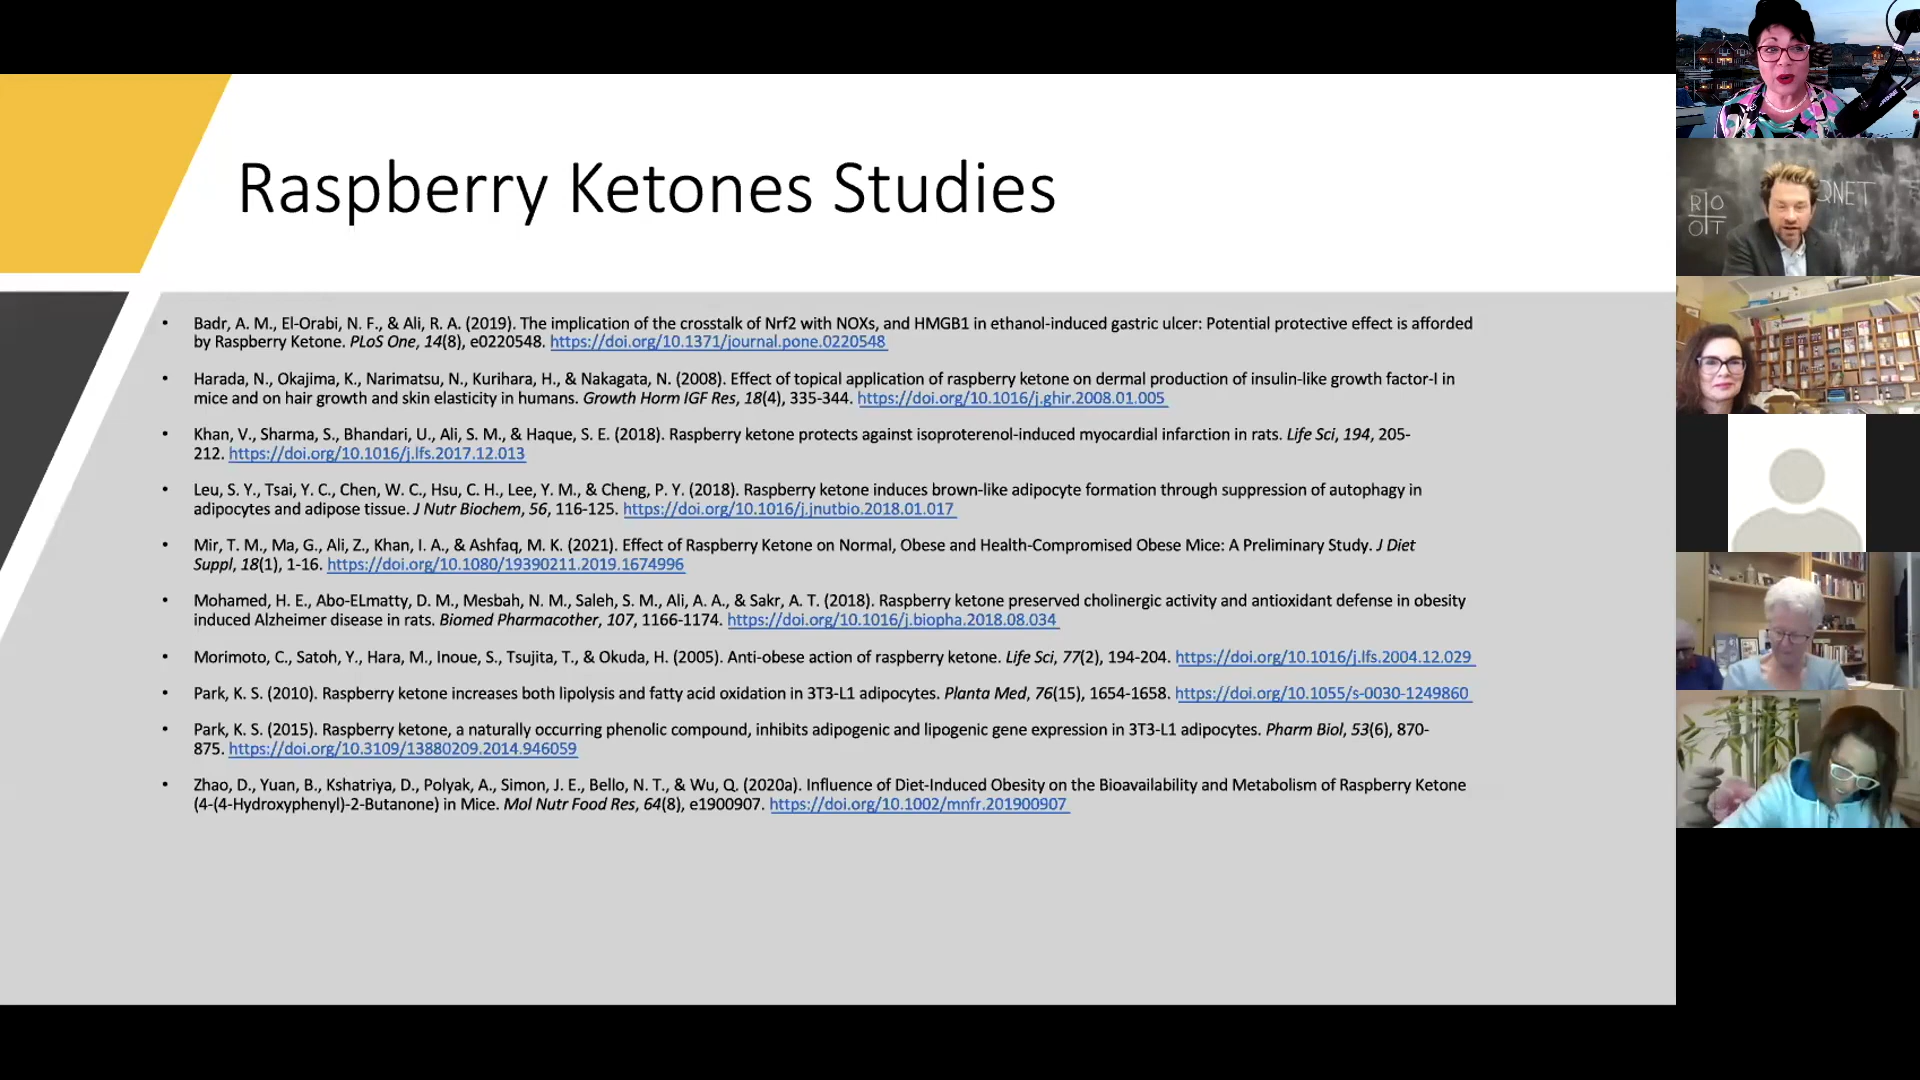 Raspberry Ketones Studies
• Badr, A. M., El-Orabi, N. F., & Ali, R. A. (2019). The implication of the crosstalk of Nrf2 with NOXs, and HMGB1 in ethanol-induced gastric ulcer: Potential protective effect is afforded
by Raspberry Ketone. PLoS One, 14(8), e0220548. https://doi.org/10.1371/journal.pone.0220548
• Harada, N., Okajima, K., Narimatsu, N., Kurihara, H., & Nakagata, N. (2008). Effect of topical application of raspberry ketone on dermal production of insulin-like growth factor-I in
mice and on hair growth and skin elasticity in humans. Growth Horm IGF Res, 18(4), 335-344. https://doi.org/10.1016/j.ghir.2008.01.005
• Khan, V., Sharma, S., Bhandari, U., Ali, S. M., & Haque, S. E. (2018). Raspberry ketone protects against isoproterenol-induced myocardial infarction in rats. Life Sci, 194, 205-
212. https://doi.org/10.1016/j.lfs.2017.12.013
• Leu, S. Y., Tsai, Y. C., Chen, W. C., Hsu, C. H., Lee, Y. M., & Cheng, P. Y. (2018). Raspberry ketone induces brown-like adipocyte formation through suppression of autophagy in
adipocytes and adipose tissue. J Nutr Biochem, 56, 116-125. https://doi.org/10.1016/j.jnutbio.2018.01.017
• Mir, T. M., Ma, G., Ali, Z., Khan, I. A., & Ashfaq, M. K. (2021). Effect of Raspberry Ketone on Normal, Obese and Health-Compromised Obese Mice: A Preliminary Study. J Diet
Suppl, 18(1), 1-16. https://doi.org/10.1080/19390211.2019.1674996
• Mohamed, H. E., Abo-ELmatty, D. M., Mesbah, N. M., Saleh, S. M., Ali, A. A., & Sakr, A. T. (2018). Raspberry ketone preserved cholinergic activity and antioxidant defense in obesity
induced Alzheimer disease in rats. Biomed Pharmacother, 107, 1166-1174. https://doi.org/10.1016/j.biopha.2018.08.034
• Morimoto, C., Satoh, Y., Hara, M., Inoue, S., Tsujita, T., & Okuda, H. (2005). Anti-obese action of raspberry ketone. Life Sci, 77(2), 194-204. https://doi.org/10.1016/j.lfs.2004.12.029
• Park, K. S. (2010). Raspberry ketone increases both lipolysis and fatty acid oxidation in 3T3-L1 adipocytes. Planta Med, 76(15), 1654-1658. https://doi.org/10.1055/s-0030-1249860
• Park, K. S. (2015). Raspberry ketone, a naturally occurring phenolic compound, inhibits adipogenic and lipogenic gene expression in 3T3-L1 adipocytes. Pharm Biol, 53(6), 870-
875. https://doi.org/10.3109/13880209.2014.946059
• Zhao, D., Yuan, B., Kshatriya, D., Polyak, A., Simon, J. E., Bello, N. T., & Wu, Q. (2020a). Influence of Diet-Induced Obesity on the Bioavailability and Metabolism of Raspberry Ketone
(4-(4-Hydroxyphenyl)-2-Butanone) in Mice. Mol Nutr Food Res, 64(8), e1900907. https://doi.org/10.1002/mnfr.201900907
RO
OT
QNET